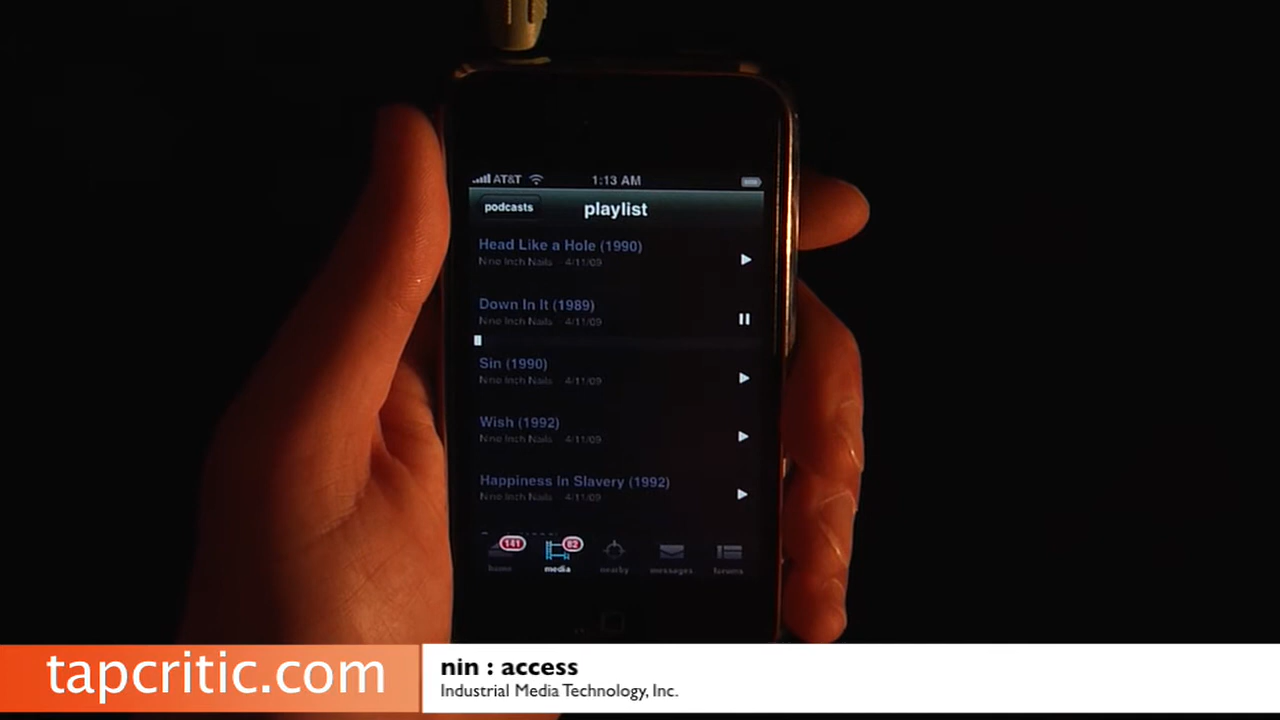 AT&T 1:13 AM
podcasts playlist
Head Like a Hole (1990)
Nine Inch Nails 4/11/09
Down In It (1989)
Nine Inch Nails 4/11/09
Sin (1990)
Nine Inch Nails 4/11/09
Wish (1992)
Nine Inch Nails 4/11/09
Happiness In Slavery (1992)
Nine Inch Nails 4/11/09
141 82
home media nearby messages forums
tapcritic.com
nin : access
Industrial Media Technology, Inc.